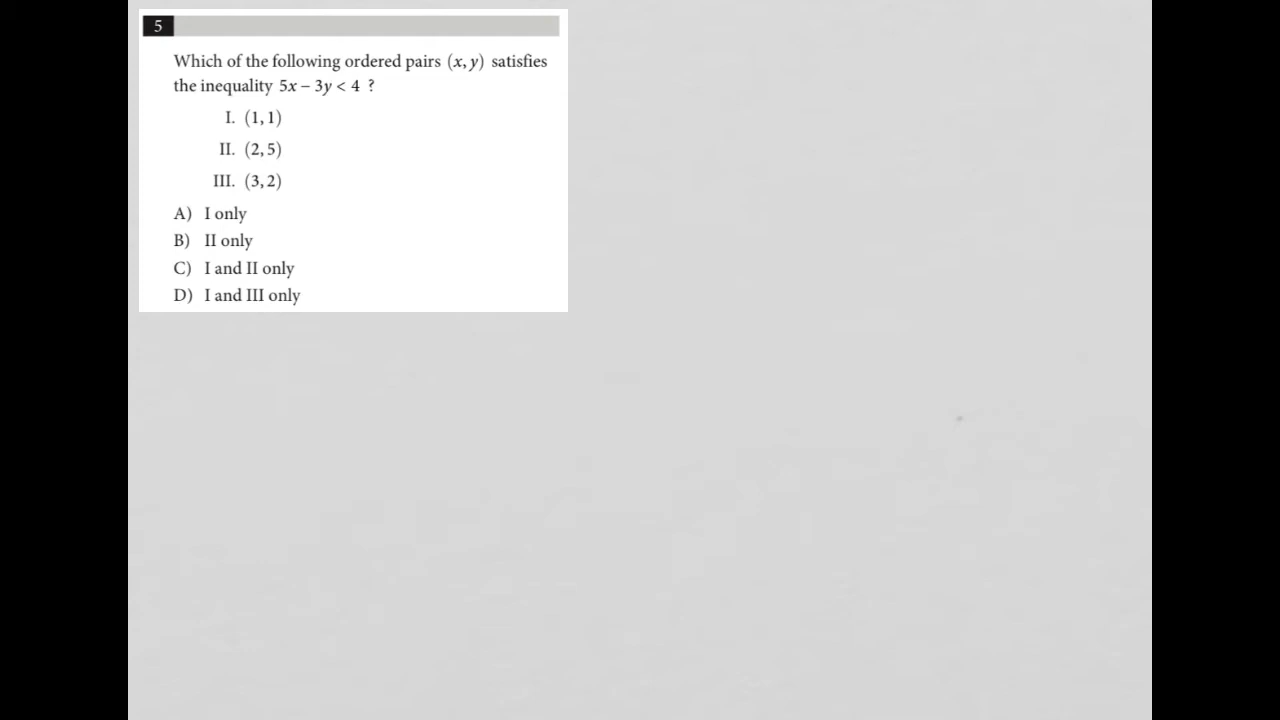 5
Which of the following ordered pairs (x, y) satisfies
the inequality 5x − 3y < 4 ?
I. (1, 1)
II. (2, 5)
III. (3, 2)
A) I only
B) II only
C) I and II only
D) I and III only